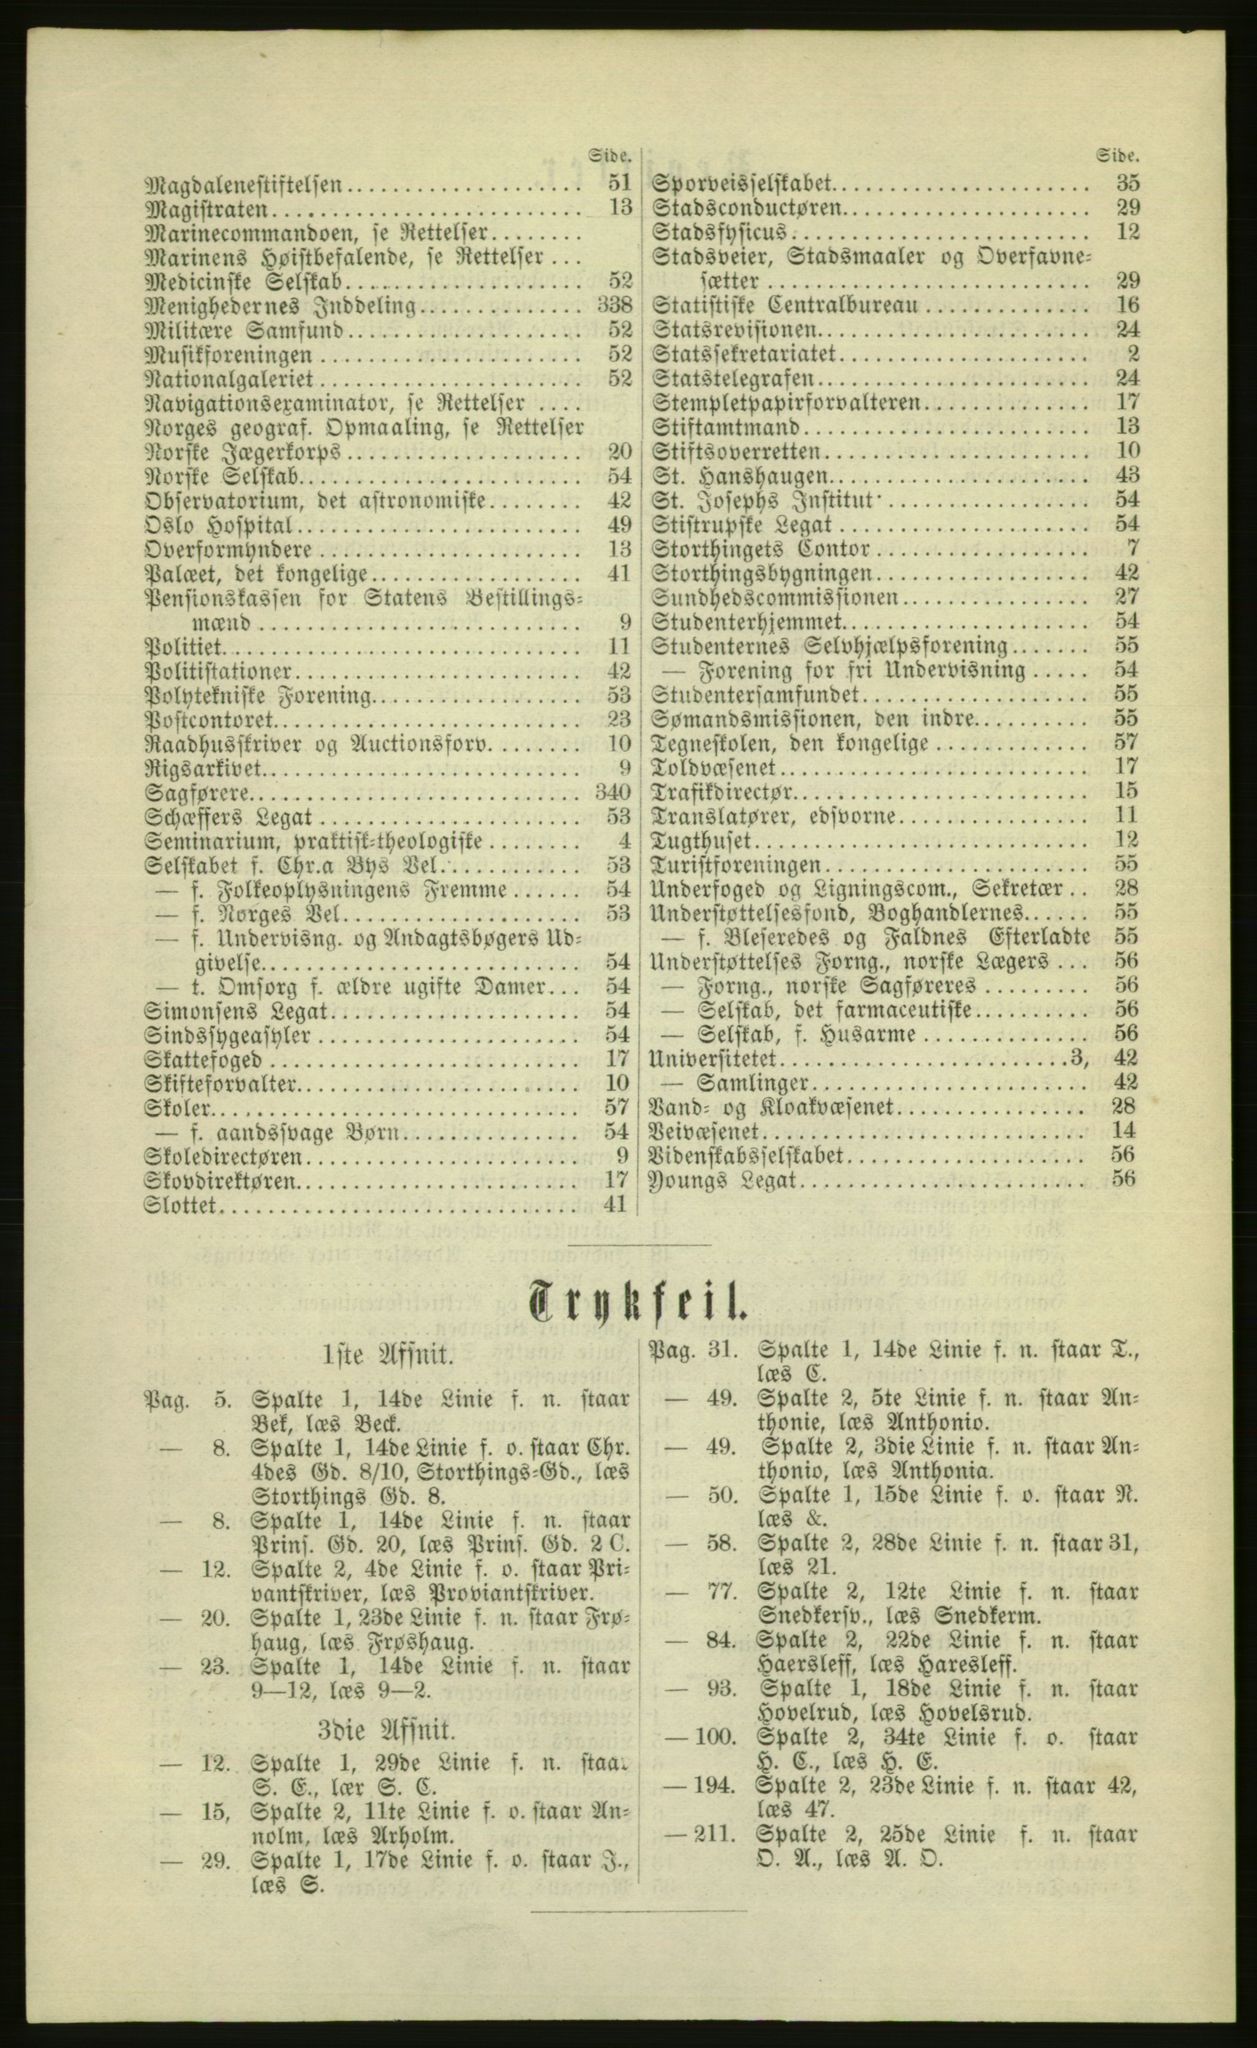 Side.
Magdalenestiftelsen ..................... 51
Magistraten ............................. 13
Marinecommandoen, se Rettelser ........
Marinens Høistbefalende, se Rettelser ...
Medicinske Selskab ...................... 52
Menighedernes Inddeling ................ 338
Militære Samfund ........................ 52
Musikforeningen ......................... 52
Nationalgaleriet ........................ 52
Navigationsexaminator, se Rettelser ....
Norges geograf. Opmaaling, se Rettelser
Norske Jægerkorps ....................... 20
Norske Selskab .......................... 54
Observatorium, det astronomiske ......... 42
Oslo Hospital ........................... 49
Overformyndere .......................... 13
Palæet, det kongelige ................... 41
Pensionskassen for Statens Bestillings-
mænd .................................... 9
Politiet ................................ 11
Politistationer ......................... 42
Polytekniske Forening ................... 53
Postcontoret ............................ 23
Raadhusskriver og Auctionsforv. ......... 10
Rigsarkivet ............................. 9
Sagførere .............................. 340
Schæffers Legat ......................... 53
Seminarium, praktisk-theologiske ........ 4
Selskabet f. Chr.a Bys Vel .............. 53
— f. Folkeoplysningens Fremme ...... 54
— f. Norges Vel .................... 53
— f. Undervisng. og Andagtsbøgers Ud-
givelse ................................. 54
— t. Omsorg f. ældre ugifte Damer ... 54
Simonsens Legat ......................... 54
Sindssygeasyler ......................... 54
Skattefoged ............................. 17
Skifteforvalter ......................... 10
Skoler .................................. 57
— f. aandssvage Børn ................ 54
Skoledirectøren ......................... 9
Skovdirektøren .......................... 17
Slottet ................................. 41
Side.
Sporveisselskabet ....................... 35
Stadsconductøren ........................ 29
Stadsfysicus ............................ 12
Stadsveier, Stadsmaaler og Overfavne-
sætter .................................. 29
Statistiske Centralbureau ............... 16
Statsrevisionen ......................... 24
Statssekretariatet ...................... 2
Statstelegrafen ......................... 24
Stempletpapirforvalteren ................ 17
Stiftamtmand ............................ 13
Stiftsoverretten ........................ 10
St. Hanshaugen .......................... 43
St. Josephs Institut .................... 54
Stistrupske Legat ....................... 54
Storthingets Contor ..................... 7
Storthingsbygningen ..................... 42
Sundhedscommissionen .................... 27
Studenterhjemmet ........................ 54
Studenternes Selvhjælpsforening ....... 55
— Forening for fri Undervisning ..... 54
Studentersamfundet ...................... 55
Sømandsmissionen, den indre .......... 55
Tegneskolen, den kongelige .............. 57
Toldvæsenet ............................. 17
Trafikdirectør .......................... 15
Translatører, edsvorne .................. 11
Tugthuset ............................... 12
Turistforeningen ........................ 55
Underfoged og Ligningscom., Sekretær .. 28
Understøttelsesfond, Boghandlernes ...... 55
— f. Bleseredes og Faldnes Efterladte 55
Understøttelses Forng., norske Lægers ... 56
— Forng., norske Sagføreres ......... 56
— Selskab, det farmaceutiske .......... 56
— Selskab, f. Husarme .............. 56
Universitetet ........................ 3, 42
— Samlinger ......................... 42
Vand- og Kloakvæsenet ................... 28
Veivæsenet .............................. 14
Videnskabsselskabet ..................... 56
Youngs Legat ............................ 56
Trykfeil.
1ste Afsnit.
Pag. 5. Spalte 1, 14de Linie f. n. staar
Bek, læs Beck.
— 8. Spalte 1, 14de Linie f. o. staar Chr.
4des Gd. 8/10, Storthings-Gd., læs
Storthings Gd. 8.
— 8. Spalte 1, 14de Linie f. n. staar
Prins. Gd. 20, læs Prins. Gd. 2 C.
— 12. Spalte 2, 4de Linie f. o. staar Pri-
vantskriver, læs Proviantskriver.
— 20. Spalte 1, 23de Linie f. n. staar Frø-
haug, læs Frøshaug.
— 23. Spalte 1, 14de Linie f. n. staar
9—12, læs 9—2.
3die Afsnit.
— 12. Spalte 1, 29de Linie f. n. staa.
S. E., lær S. C.
— 15, Spalte 2, 11te Linie f. o. staar An-
nolm, læs Arholm.
— 29. Spalte 1, 17de Linie f. o. staar J.,
læs S.
Pag. 31. Spalte 1, 14de Linie f. n. staar T.,
læs C.
— 49. Spalte 2, 5te Linie f. n. staar An-
thonie, læs Anthonio.
— 49. Spalte 2, 3die Linie f. n. staar An-
thonio, læs Anthonia.
— 50. Spalte 1, 15de Linie f. o. staar N.
læs &.
— 58. Spalte 2, 28de Linie f. n. staar 31,
læs 21.
— 77. Spalte 2, 12te Linie f. n. staar
Snedkersv., læs Snedkerm.
— 84. Spalte 2, 22de Linie f. n. staar
Haersleff, læs Haresleff.
— 93. Spalte 1, 18de Linie f. n. staar
Hovelrud, læs Hovelsrud.
— 100. Spalte 2, 34te Linie f. o. staar
H. C., læs H. E.
— 194. Spalte 2, 23de Linie f. n. staar 42,
læs 47.
— 211. Spalte 2, 25de Linie f. n. staar
O. A., læs A. O.